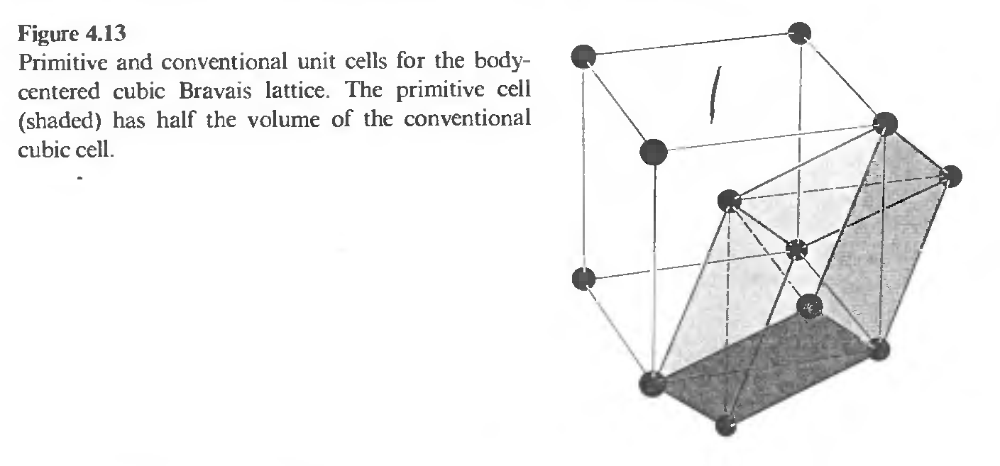 Figure 4.13
Primitive and conventional unit cells for the body-
centered cubic Bravais lattice. The primitive cell
(shaded) has half the volume of the conventional
cubic cell.